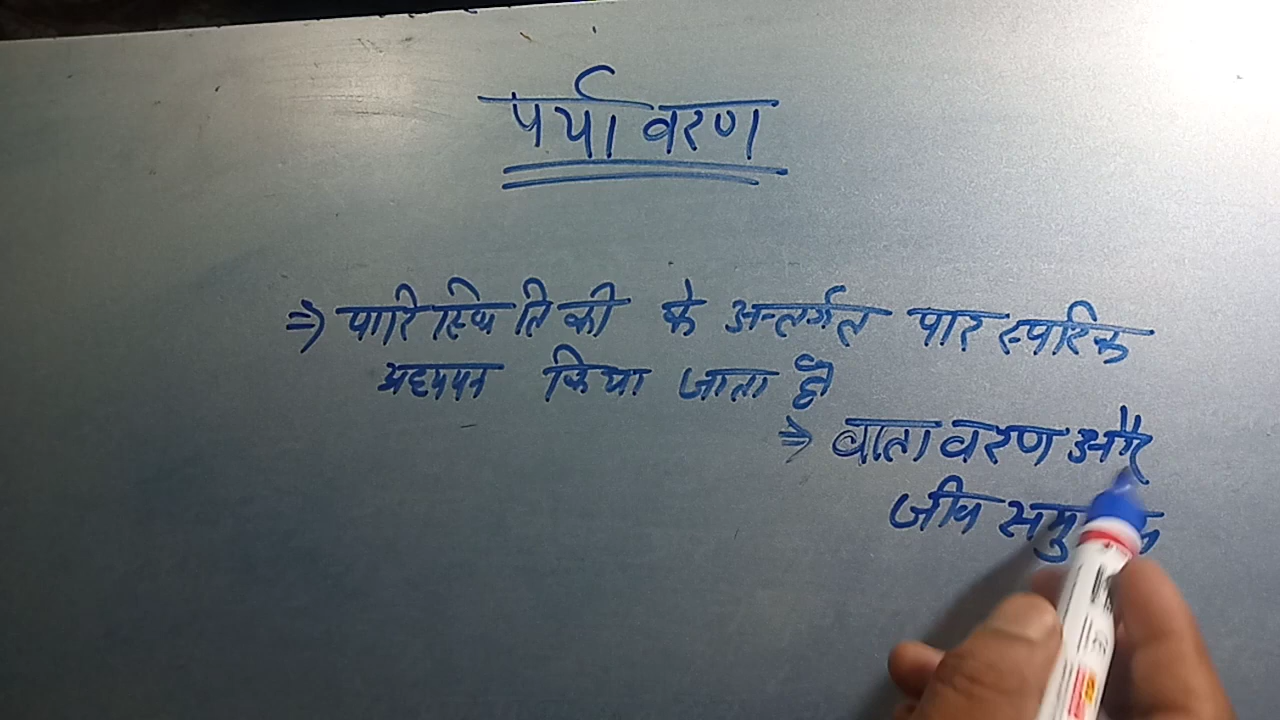 पर्यावरण
⇒ पारिस्थितिकी के अन्तर्गत पारस्परिक
अध्ययन किया जाता है
⇒ वातावरण और
जीव